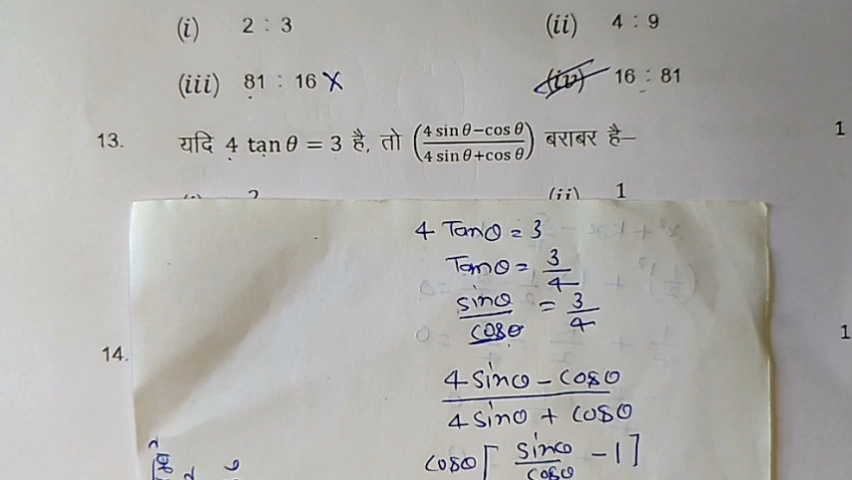 (i) 2 : 3 (ii) 4 : 9
(iii) 81 : 16 X (iv) 16 : 81
13. यदि 4 tan θ = 3 है, तो (4 sin θ−cos θ / 4 sin θ+cos θ) बराबर है– 1
(ii) 1
4 Tanθ = 3
Tanθ = 3/4
sinθ/cosθ = 3/4
14. 1
4 sinθ - cosθ
4 sinθ + cosθ
cosθ [ sinθ/cosθ - 1 ]